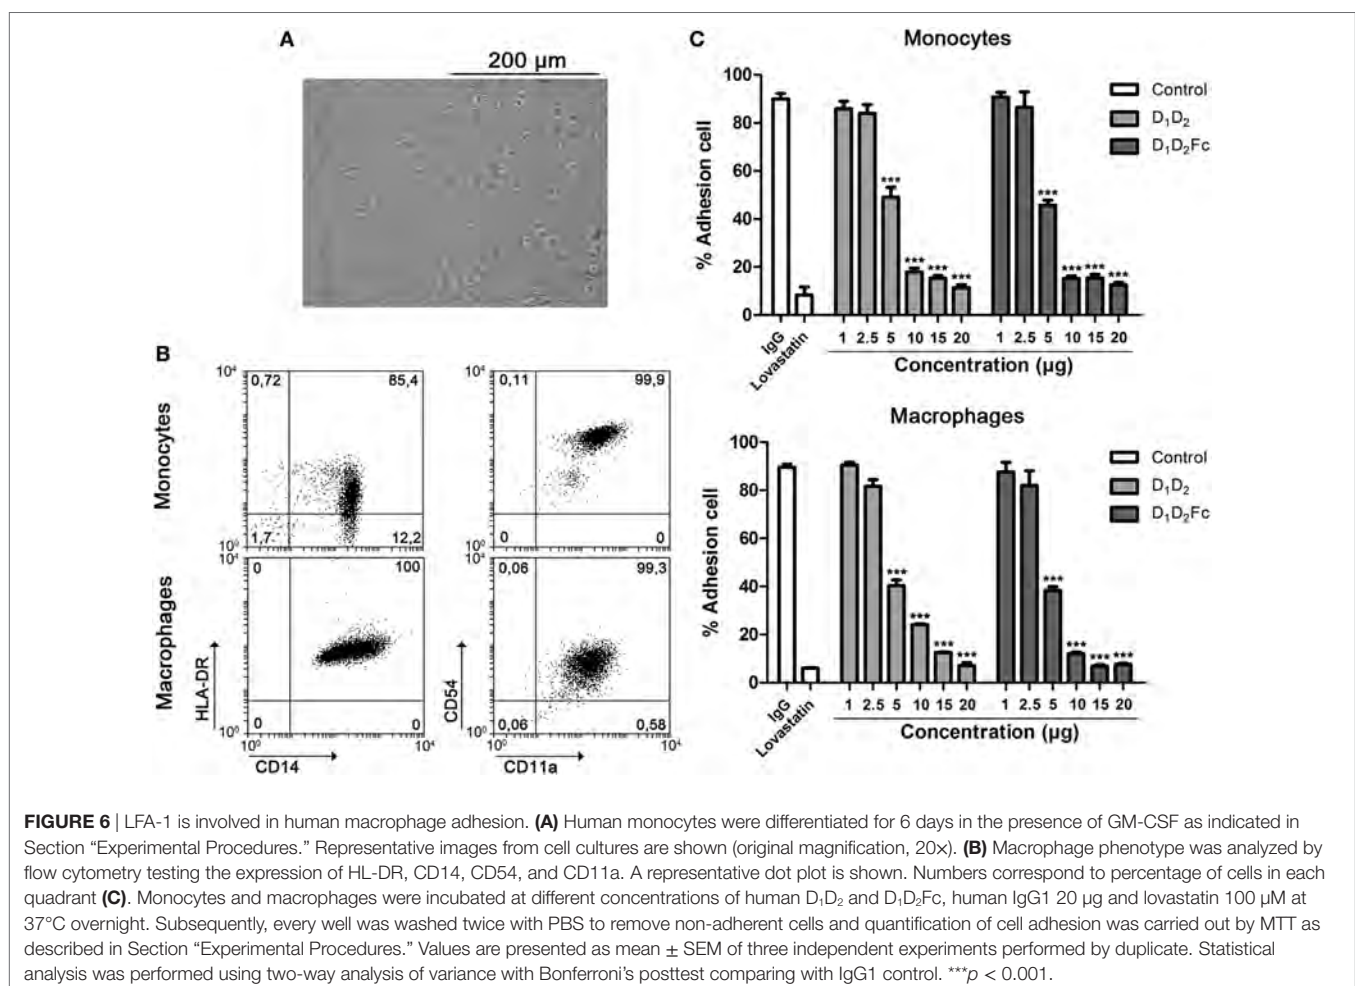 A
200 µm
B
Monocytes
10⁴
0,72
85,4
10⁰
1,7
12,2
10⁴
0,11
99,9
10⁰
0
0
Macrophages
HLA-DR
10⁴
0
100
10⁰
0
0
10⁰
10⁴
CD14
CD54
10⁴
0,06
99,3
10⁰
0,06
0,58
10⁰
10⁴
CD11a
C
Monocytes
% Adhesion cell
100
80
60
40
20
0
***
***
***
***
***
***
***
***
IgG
Lovastatin
1 2.5 5 10 15 20
1 2.5 5 10 15 20
Concentration (µg)
Control
D₁D₂
D₁D₂Fc
Macrophages
% Adhesion cell
100
80
60
40
20
0
***
***
***
***
***
***
***
***
IgG
Lovastatin
1 2.5 5 10 15 20
1 2.5 5 10 15 20
Concentration (µg)
Control
D₁D₂
D₁D₂Fc
FIGURE 6 | LFA-1 is involved in human macrophage adhesion. (A) Human monocytes were differentiated for 6 days in the presence of GM-CSF as indicated in
Section “Experimental Procedures.” Representative images from cell cultures are shown (original magnification, 20×). (B) Macrophage phenotype was analyzed by
flow cytometry testing the expression of HL-DR, CD14, CD54, and CD11a. A representative dot plot is shown. Numbers correspond to percentage of cells in each
quadrant (C). Monocytes and macrophages were incubated at different concentrations of human D₁D₂ and D₁D₂Fc, human IgG1 20 µg and lovastatin 100 µM at
37°C overnight. Subsequently, every well was washed twice with PBS to remove non-adherent cells and quantification of cell adhesion was carried out by MTT as
described in Section “Experimental Procedures.” Values are presented as mean ± SEM of three independent experiments performed by duplicate. Statistical
analysis was performed using two-way analysis of variance with Bonferroni’s posttest comparing with IgG1 control. ***p < 0.001.